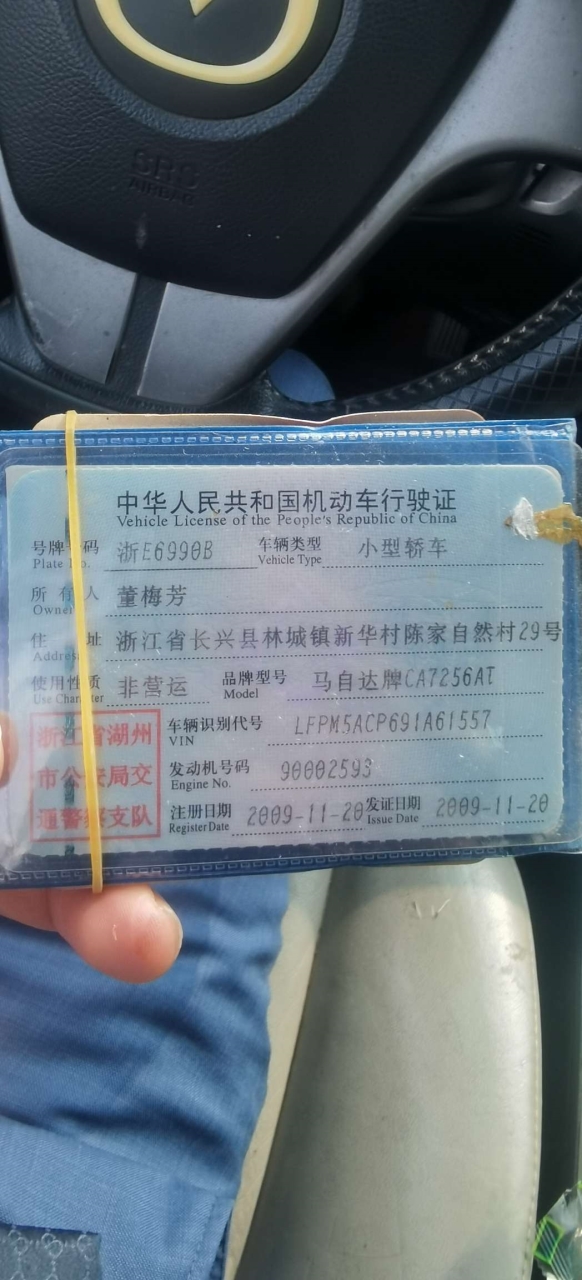 SRS
AIRBAG
中华人民共和国机动车行驶证
Vehicle License of the People's Republic of China
号牌号码 浙E6990B 车辆类型 小型轿车
Plate No. Vehicle Type
所有人 董梅芳
Owner
住址 浙江省长兴县林城镇新华村陈家自然村29号
Address
使用性质 非营运 品牌型号 马自达牌CA7256AT
Use Character Model
浙江省湖州
市公安局交
通警察支队
车辆识别代号 LFPM5ACP691A61557
VIN
发动机号码 90002593
Engine No.
注册日期 2009-11-20 发证日期 2009-11-20
Register Date Issue Date